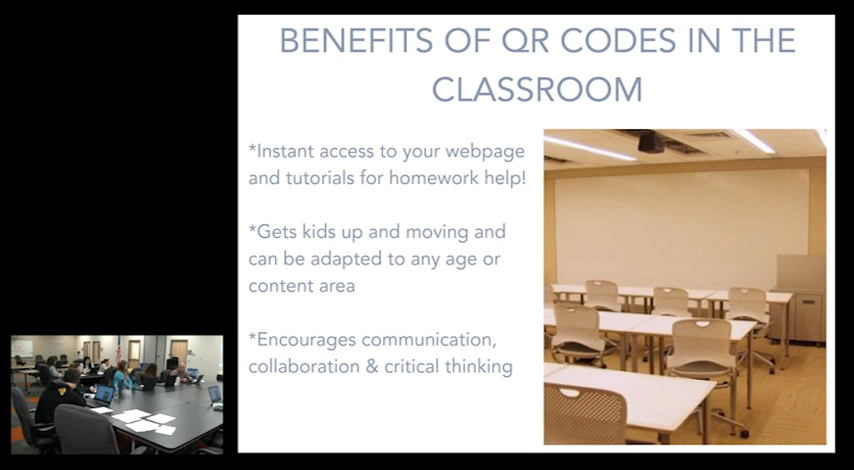 BENEFITS OF QR CODES IN THE
CLASSROOM
*Instant access to your webpage
and tutorials for homework help!
*Gets kids up and moving and
can be adapted to any age or
content area
*Encourages communication,
collaboration & critical thinking